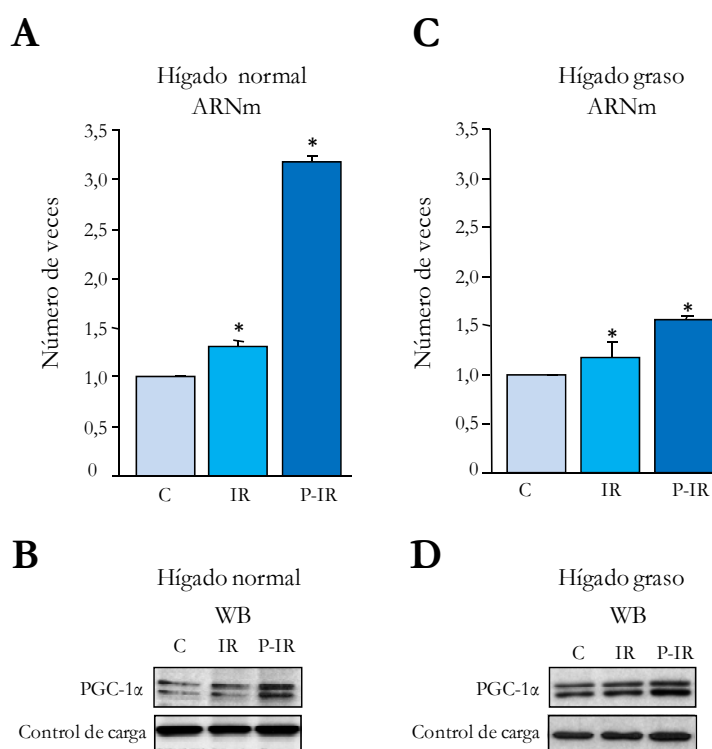 A
Hígado normal
ARNm
Número de veces
3,5
3,0
2,5
2,0
1,5
1,0
0,5
0
*
*
C IR P-IR
C
Hígado graso
ARNm
Número de veces
3,5
3,0
2,5
2,0
1,5
1,0
0,5
0
*
*
C IR P-IR
B
Hígado normal
WB
C IR P-IR
PGC-1α
Control de carga
D
Hígado graso
WB
C IR P-IR
PGC-1α
Control de carga